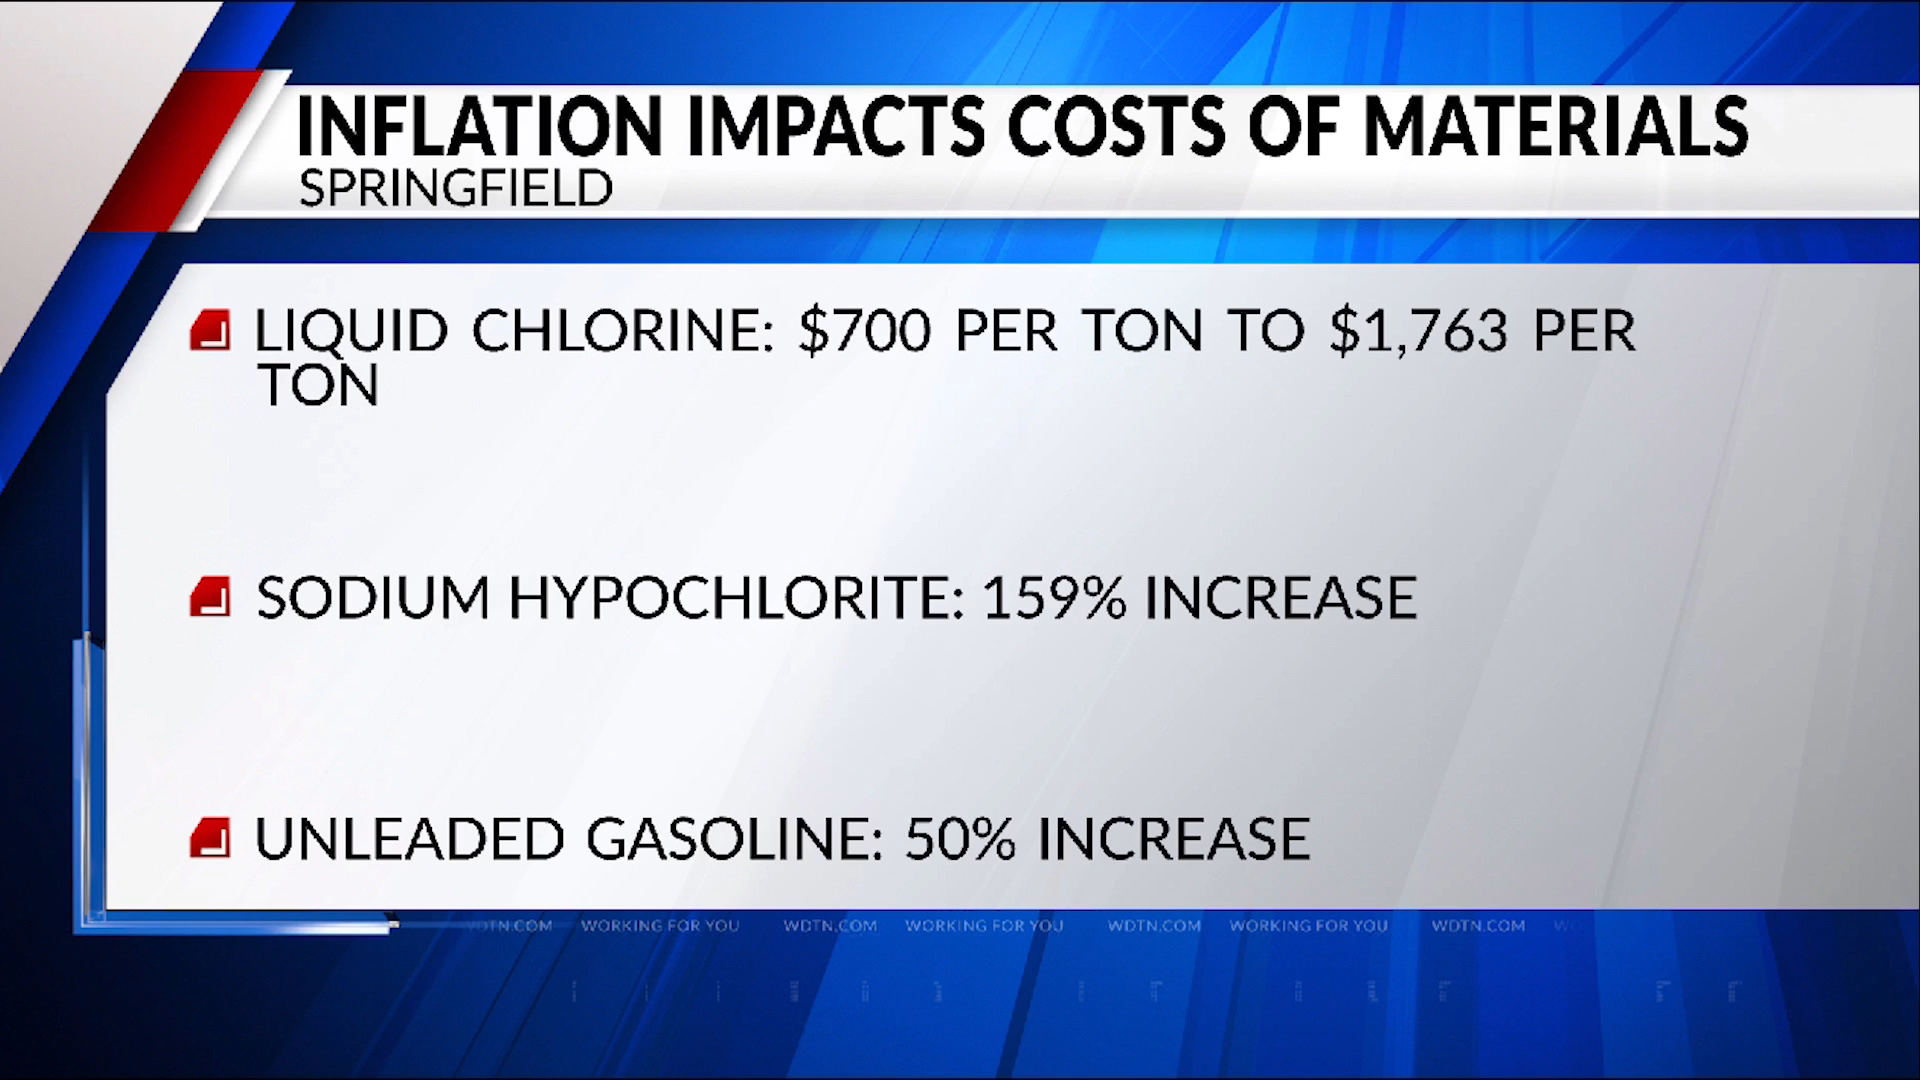 INFLATION IMPACTS COSTS OF MATERIALS
SPRINGFIELD
LIQUID CHLORINE: $700 PER TON TO $1,763 PER
TON
SODIUM HYPOCHLORITE: 159% INCREASE
UNLEADED GASOLINE: 50% INCREASE
WDTN.COM WORKING FOR YOU WDTN.COM WORKING FOR YOU WDTN.COM WORKING FOR YOU WDTN.COM